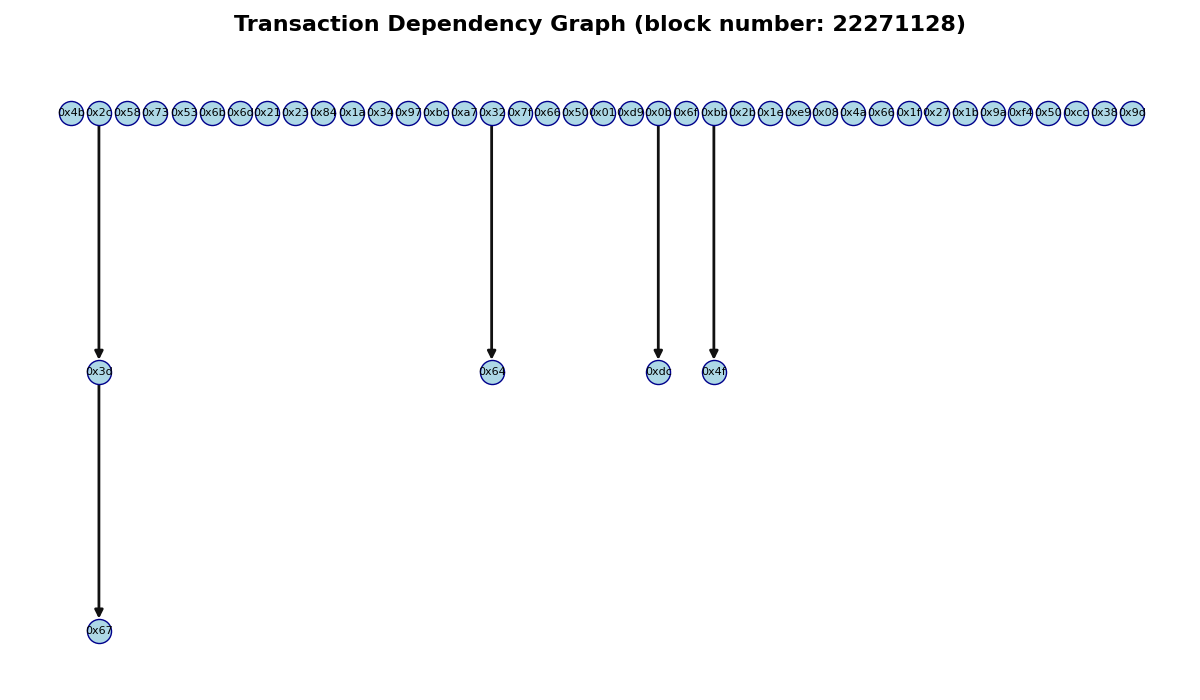 Transaction Dependency Graph (block number: 22271128)
0x4b 0x2c 0x58 0x73 0x53 0x6b 0x6d 0x21 0x23 0x84 0x1a 0x34 0x97 0xbc 0xa7 0x32 0x7f 0x66 0x50 0x01 0xd9 0x0b 0x6f 0xbb 0x2b 0x1e 0xe9 0x08 0x4a 0x66 0x1f 0x27 0x1b 0x9a 0xf4 0x50 0xcc 0x38 0x9d
0x3d 0x64 0xdc 0x4f
0x67